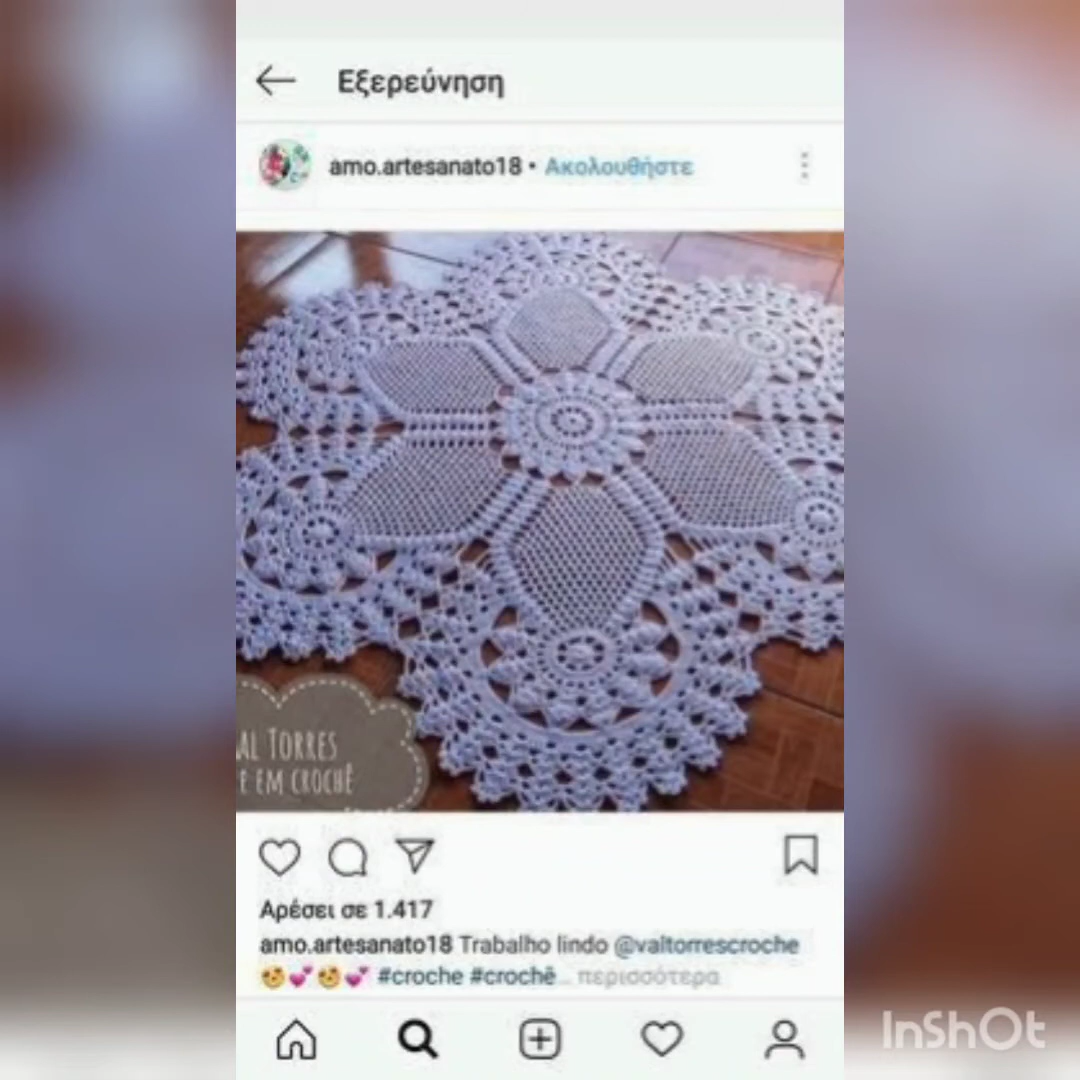 Εξερεύνηση
amo.artesanato18 • Ακολουθήστε
AL TORRES
E EM CROCHÊ
Αρέσει σε 1.417
amo.artesanato18 Trabalho lindo @valtorrescroche
#croche #crochê... περισσότερα
InShOt